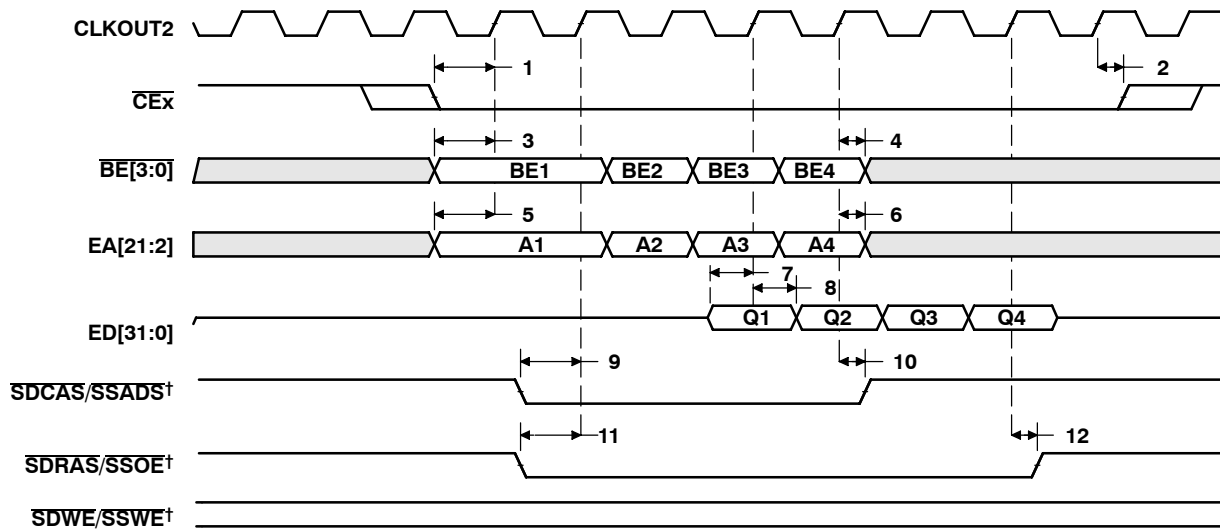 CLKOUT2
1
2
CEx
3
4
BE[3:0]
BE1 BE2 BE3 BE4
5
6
EA[21:2]
A1 A2 A3 A4
7
8
ED[31:0]
Q1 Q2 Q3 Q4
9
10
SDCAS/SSADS†
11
12
SDRAS/SSOE†
SDWE/SSWE†